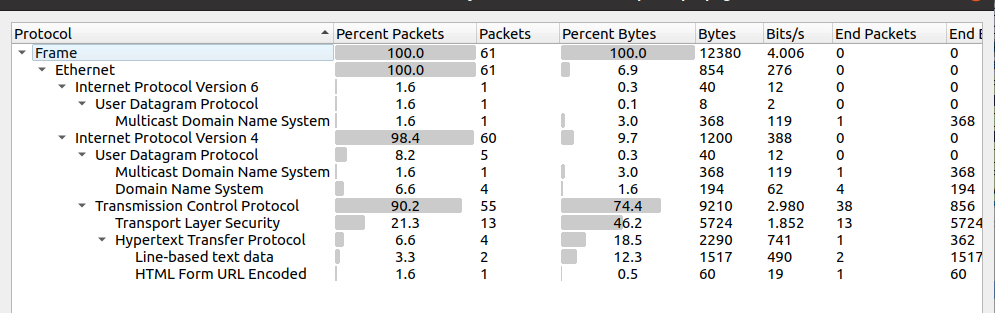 Protocol Percent Packets Packets Percent Bytes Bytes Bits/s End Packets End B
Frame 100.0 61 100.0 12380 4.006 0 0
Ethernet 100.0 61 6.9 854 276 0 0
Internet Protocol Version 6 1.6 1 0.3 40 12 0 0
User Datagram Protocol 1.6 1 0.1 8 2 0 0
Multicast Domain Name System 1.6 1 3.0 368 119 1 368
Internet Protocol Version 4 98.4 60 9.7 1200 388 0 0
User Datagram Protocol 8.2 5 0.3 40 12 0 0
Multicast Domain Name System 1.6 1 3.0 368 119 1 368
Domain Name System 6.6 4 1.6 194 62 4 194
Transmission Control Protocol 90.2 55 74.4 9210 2.980 38 856
Transport Layer Security 21.3 13 46.2 5724 1.852 13 5724
Hypertext Transfer Protocol 6.6 4 18.5 2290 741 1 362
Line-based text data 3.3 2 12.3 1517 490 2 1517
HTML Form URL Encoded 1.6 1 0.5 60 19 1 60